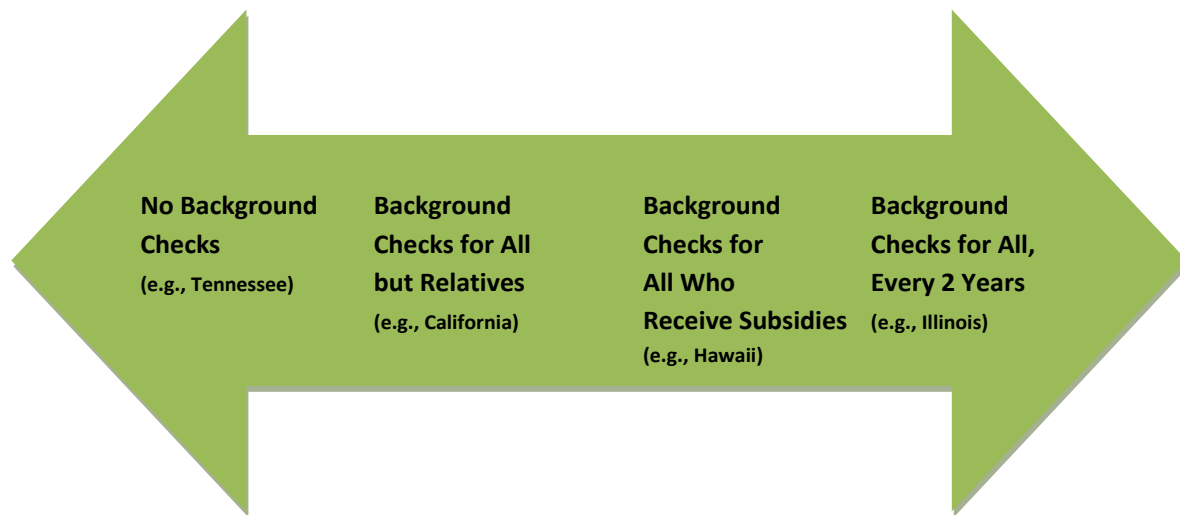 No Background
Checks
(e.g., Tennessee)
Background
Checks for All
but Relatives
(e.g., California)
Background
Checks for
All Who
Receive Subsidies
(e.g., Hawaii)
Background
Checks for All,
Every 2 Years
(e.g., Illinois)